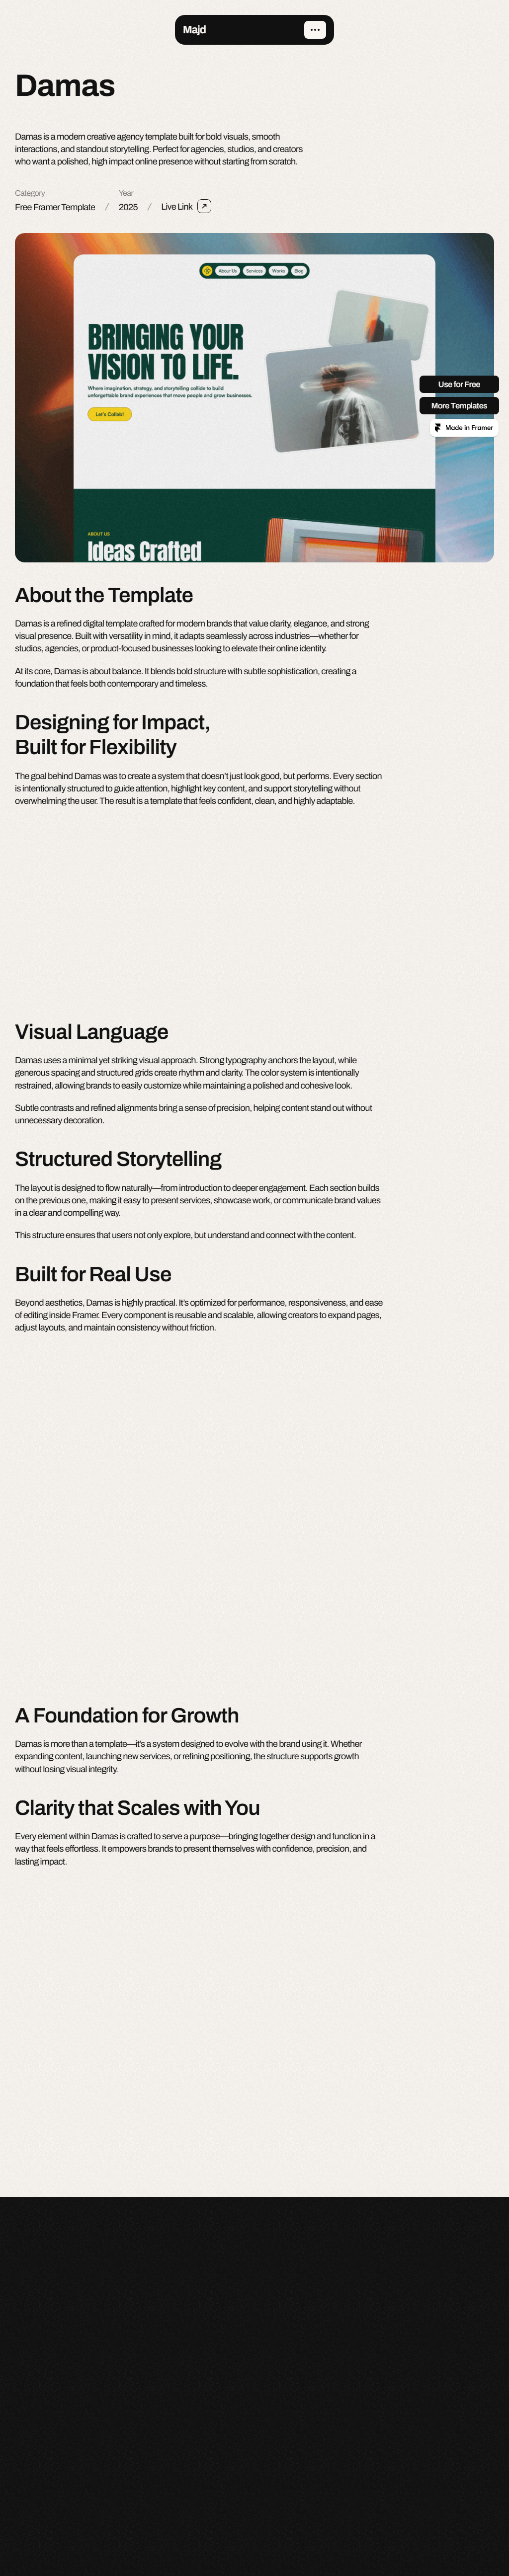 Majd
Damas
Damas is a modern creative agency template built for bold visuals, smooth
interactions, and standout storytelling. Perfect for agencies, studios, and creators
who want a polished, high impact online presence without starting from scratch.
Category
Year
Free Framer Template / 2025 / Live Link
About Us Services Works Blog
BRINGING YOUR
VISION TO LIFE.
Where imagination, strategy, and storytelling collide to build
unforgettable brand experiences that move people and grow businesses.
Let's Collab!
Use for Free
More Templates
Made in Framer
ABOUT US
Ideas Crafted
About the Template
Damas is a refined digital template crafted for modern brands that value clarity, elegance, and strong
visual presence. Built with versatility in mind, it adapts seamlessly across industries—whether for
studios, agencies, or product-focused businesses looking to elevate their online identity.
At its core, Damas is about balance. It blends bold structure with subtle sophistication, creating a
foundation that feels both contemporary and timeless.
Designing for Impact,
Built for Flexibility
The goal behind Damas was to create a system that doesn’t just look good, but performs. Every section
is intentionally structured to guide attention, highlight key content, and support storytelling without
overwhelming the user. The result is a template that feels confident, clean, and highly adaptable.
Visual Language
Damas uses a minimal yet striking visual approach. Strong typography anchors the layout, while
generous spacing and structured grids create rhythm and clarity. The color system is intentionally
restrained, allowing brands to easily customize while maintaining a polished and cohesive look.
Subtle contrasts and refined alignments bring a sense of precision, helping content stand out without
unnecessary decoration.
Structured Storytelling
The layout is designed to flow naturally—from introduction to deeper engagement. Each section builds
on the previous one, making it easy to present services, showcase work, or communicate brand values
in a clear and compelling way.
This structure ensures that users not only explore, but understand and connect with the content.
Built for Real Use
Beyond aesthetics, Damas is highly practical. It’s optimized for performance, responsiveness, and ease
of editing inside Framer. Every component is reusable and scalable, allowing creators to expand pages,
adjust layouts, and maintain consistency without friction.
A Foundation for Growth
Damas is more than a template—it’s a system designed to evolve with the brand using it. Whether
expanding content, launching new services, or refining positioning, the structure supports growth
without losing visual integrity.
Clarity that Scales with You
Every element within Damas is crafted to serve a purpose—bringing together design and function in a
way that feels effortless. It empowers brands to present themselves with confidence, precision, and
lasting impact.